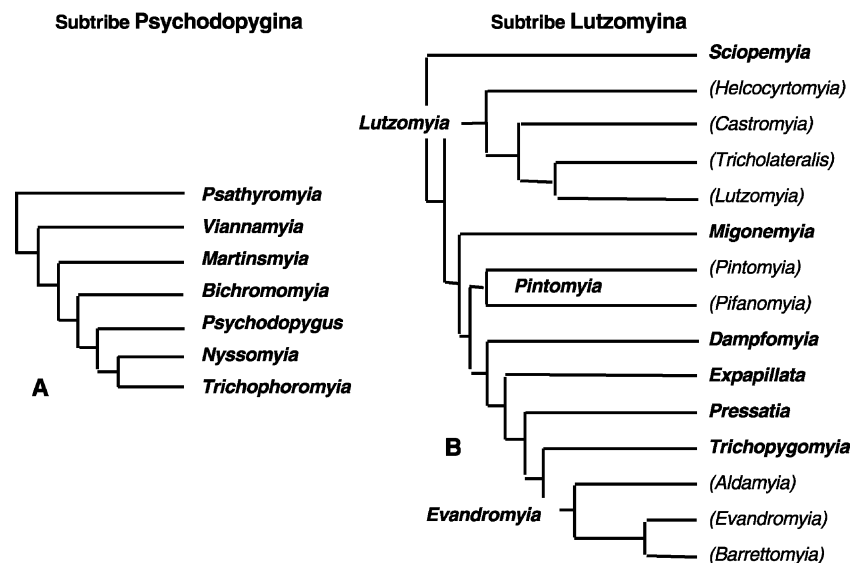 Subtribe Psychodopygina
Psathyromyia
Viannamyia
Martinsmyia
Bichromomyia
Psychodopygus
Nyssomyia
Trichophoromyia
A
Subtribe Lutzomyina
Sciopemyia
(Helcocyrtomyia)
Lutzomyia
(Castromyia)
(Tricholateralis)
(Lutzomyia)
Migonemyia
(Pintomyia)
Pintomyia
(Pifanomyia)
Dampfomyia
Expapillata
Pressatia
B
Trichopygomyia
(Aldamyia)
Evandromyia
(Evandromyia)
(Barrettomyia)